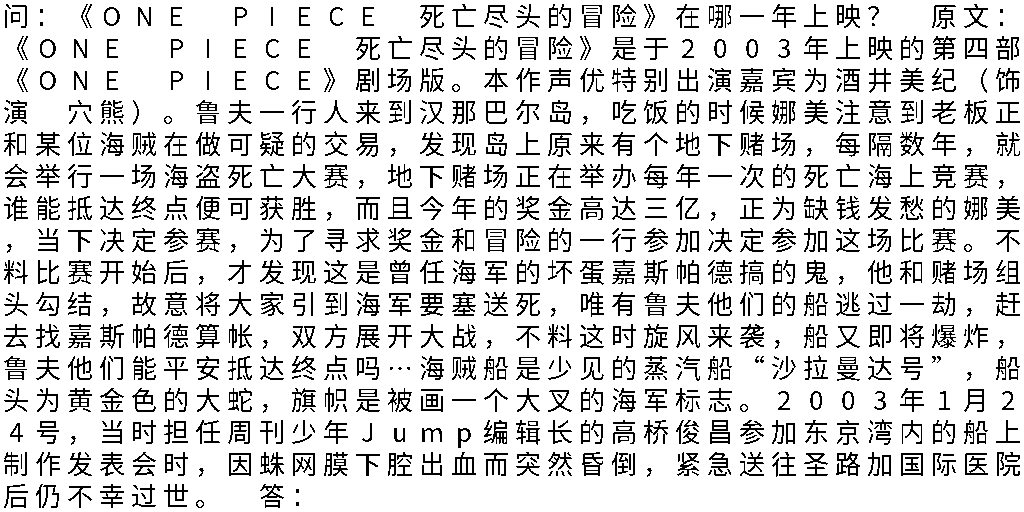 问：《ONE PIECE 死亡尽头的冒险》在哪一年上映？ 原文：
《ONE PIECE 死亡尽头的冒险》是于2003年上映的第四部
《ONE PIECE》剧场版。本作声优特别出演嘉宾为酒井美纪（饰
演 穴熊）。鲁夫一行人来到汉那巴尔岛，吃饭的时候娜美注意到老板正
和某位海贼在做可疑的交易，发现岛上原来有个地下赌场，每隔数年，就
会举行一场海盗死亡大赛，地下赌场正在举办每年一次的死亡海上竞赛，
谁能抵达终点便可获胜，而且今年的奖金高达三亿，正为缺钱发愁的娜美
，当下决定参赛，为了寻求奖金和冒险的一行参加决定参加这场比赛。不
料比赛开始后，才发现这是曾任海军的坏蛋嘉斯帕德搞的鬼，他和赌场组
头勾结，故意将大家引到海军要塞送死，唯有鲁夫他们的船逃过一劫，赶
去找嘉斯帕德算帐，双方展开大战，不料这时旋风来袭，船又即将爆炸，
鲁夫他们能平安抵达终点吗…海贼船是少见的蒸汽船“沙拉曼达号”，船
头为黄金色的大蛇，旗帜是被画一个大叉的海军标志。2003年1月2
4号，当时担任周刊少年Jump编辑长的高桥俊昌参加东京湾内的船上
制作发表会时，因蛛网膜下腔出血而突然昏倒，紧急送往圣路加国际医院
后仍不幸过世。 答：